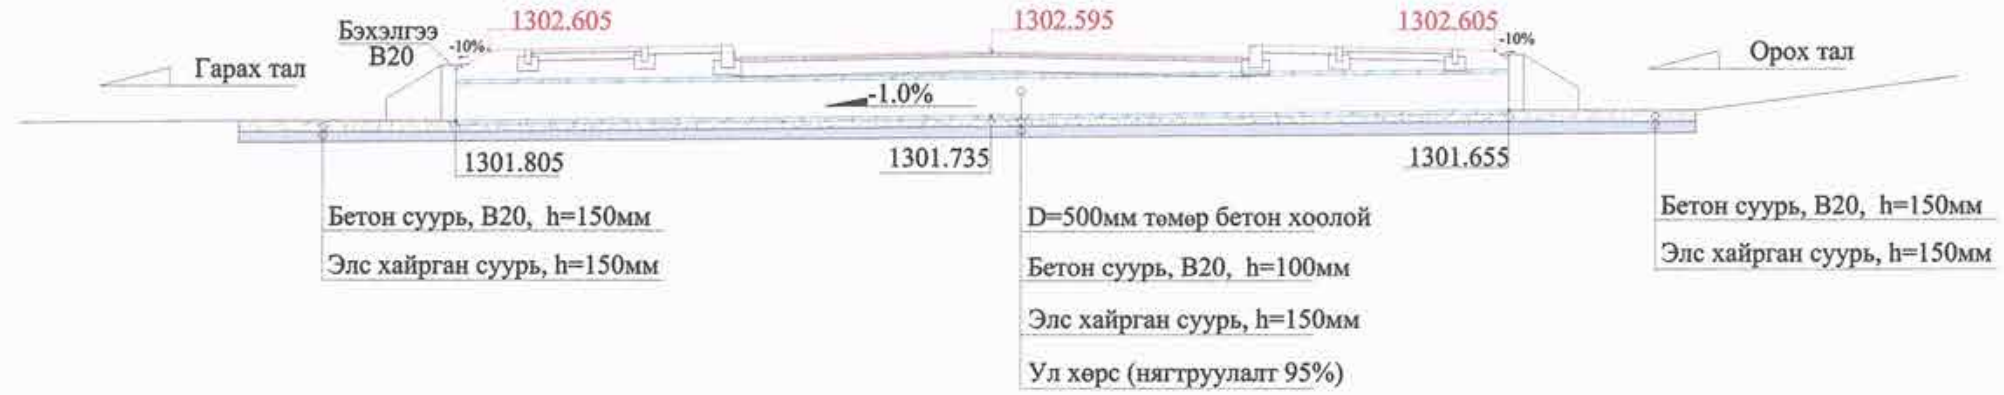 1302.605
1302.595
1302.605
Бэхэлгээ
B20
-10%
-10%
Гарах тал
Орох тал
-1.0%
1301.805
1301.735
1301.655
Бетон суурь, B20, h=150мм
Элс хайрган суурь, h=150мм
D=500мм төмөр бетон хоолой
Бетон суурь, B20, h=100мм
Элс хайрган суурь, h=150мм
Ул хөрс (нягтруулалт 95%)
Бетон суурь, B20, h=150мм
Элс хайрган суурь, h=150мм